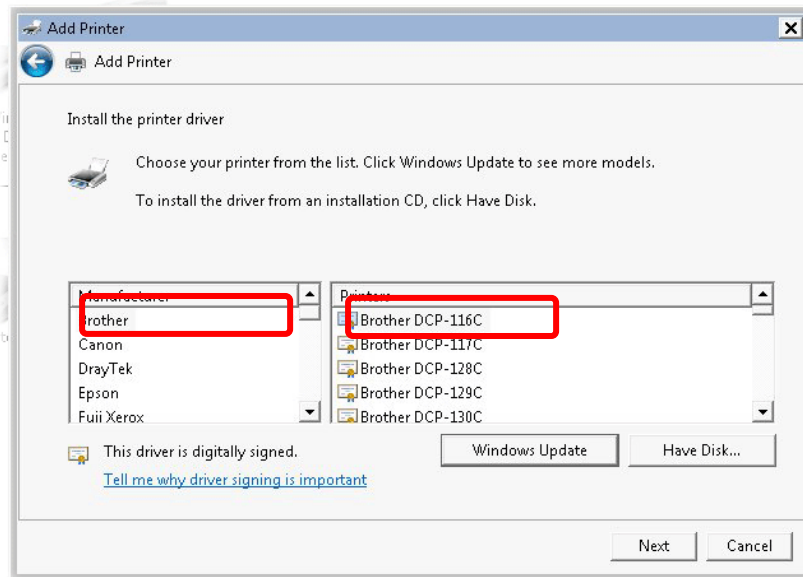 Add Printer
Add Printer
Install the printer driver
Choose your printer from the list. Click Windows Update to see more models.
To install the driver from an installation CD, click Have Disk.
Manufacturer
Brother
Canon
DrayTek
Epson
Fuji Xerox
Printers
Brother DCP-116C
Brother DCP-117C
Brother DCP-128C
Brother DCP-129C
Brother DCP-130C
This driver is digitally signed.
Tell me why driver signing is important
Windows Update
Have Disk...
Next
Cancel